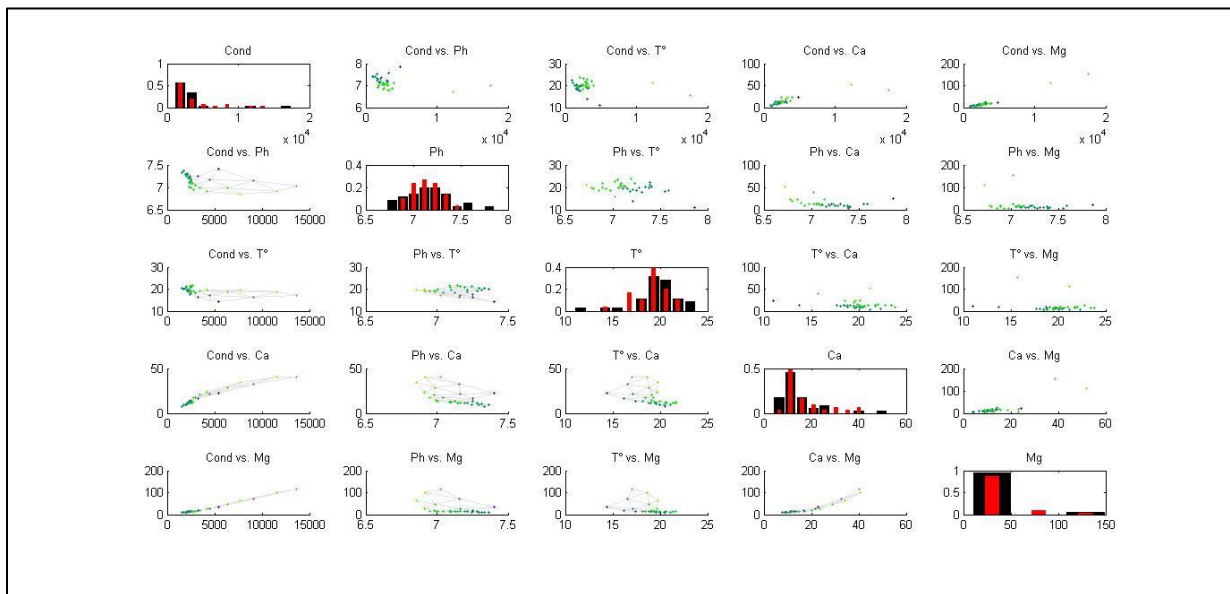 Cond
Cond vs. Ph
Cond vs. T°
Cond vs. Ca
Cond vs. Mg
1
0.5
0
0 1 2
x 10^4
8
7
6
0 1 2
x 10^4
30
20
10
0 1 2
x 10^4
100
50
0
0 1 2
x 10^4
200
100
0
0 1 2
x 10^4
Cond vs. Ph
Ph
Ph vs. T°
Ph vs. Ca
Ph vs. Mg
7.5
7
6.5
0 5000 10000 15000
0.4
0.2
0
6.5 7 7.5 8
30
20
10
6.5 7 7.5 8
100
50
0
6.5 7 7.5 8
200
100
0
6.5 7 7.5 8
Cond vs. T°
Ph vs. T°
T°
T° vs. Ca
T° vs. Mg
30
20
10
0 5000 10000 15000
30
20
10
6.5 7 7.5
0.4
0.2
0
10 15 20 25
100
50
0
10 15 20 25
200
100
0
10 15 20 25
Cond vs. Ca
Ph vs. Ca
T° vs. Ca
Ca
Ca vs. Mg
50
0
0 5000 10000 15000
50
0
6.5 7 7.5
50
0
10 15 20 25
0.5
0
0 20 40 60
200
100
0
0 20 40 60
Cond vs. Mg
Ph vs. Mg
T° vs. Mg
Ca vs. Mg
Mg
200
100
0
0 5000 10000 15000
200
100
0
6.5 7 7.5
200
100
0
10 15 20 25
200
100
0
0 20 40 60
1
0.5
0
0 50 100 150